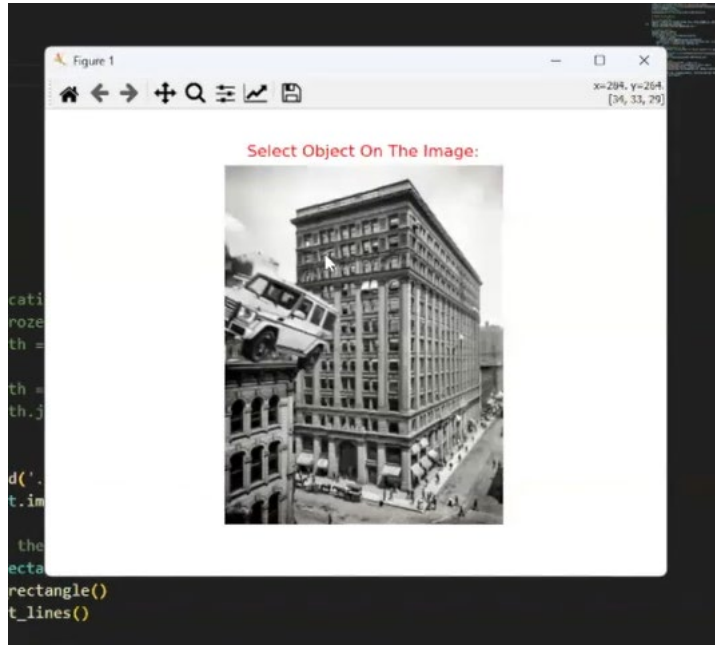 Figure 1
x=284, y=264.
[34, 33, 29]
Select Object On The Image:
cati
roze
th =
th =
th.j
d('.
t.im
the
ecta
rectangle()
t_lines()